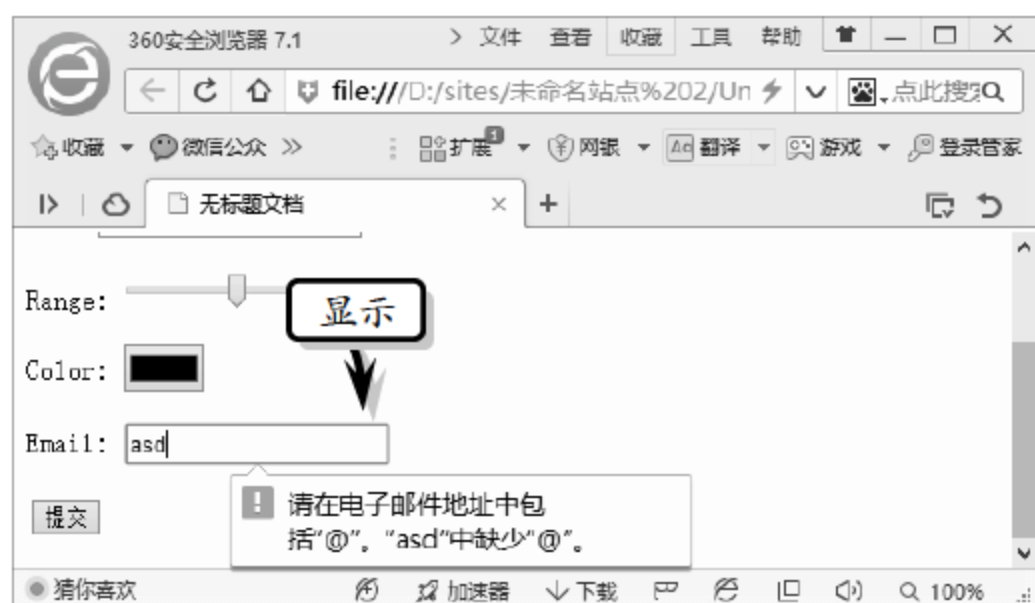 360安全浏览器 7.1 > 文件 查看 收藏 工具 帮助
file:///D:/sites/未命名站点%202/Un 点此搜
收藏 微信公众 >> 扩展 1 网银 Aa 翻译 游戏 登录管家
无标题文档
Range:
显示
Color:
Email: asd
请在电子邮件地址中包
括“@”。“asd”中缺少“@”。
提交
猜你喜欢 加速器 下载 100%